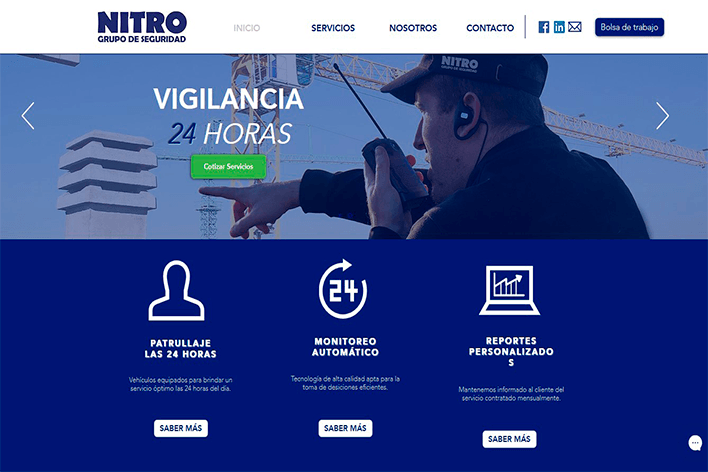 NITRO
GRUPO DE SEGURIDAD
INICIO
SERVICIOS
NOSOTROS
CONTACTO
Bolsa de trabajo
NITRO
GRUPO DE SEGURIDAD
VIGILANCIA
24 HORAS
Cotizar Servicios
24
PATRULLAJE
LAS 24 HORAS
Vehículos equipados para brindar un
servicio óptimo las 24 horas del día.
SABER MÁS
MONITOREO
AUTOMÁTICO
Tecnología de alta calidad apta para la
toma de desiciones eficientes.
SABER MÁS
REPORTES
PERSONALIZADO
S
Mantenemos informado al cliente del
servicio contratado mensualmente.
SABER MÁS